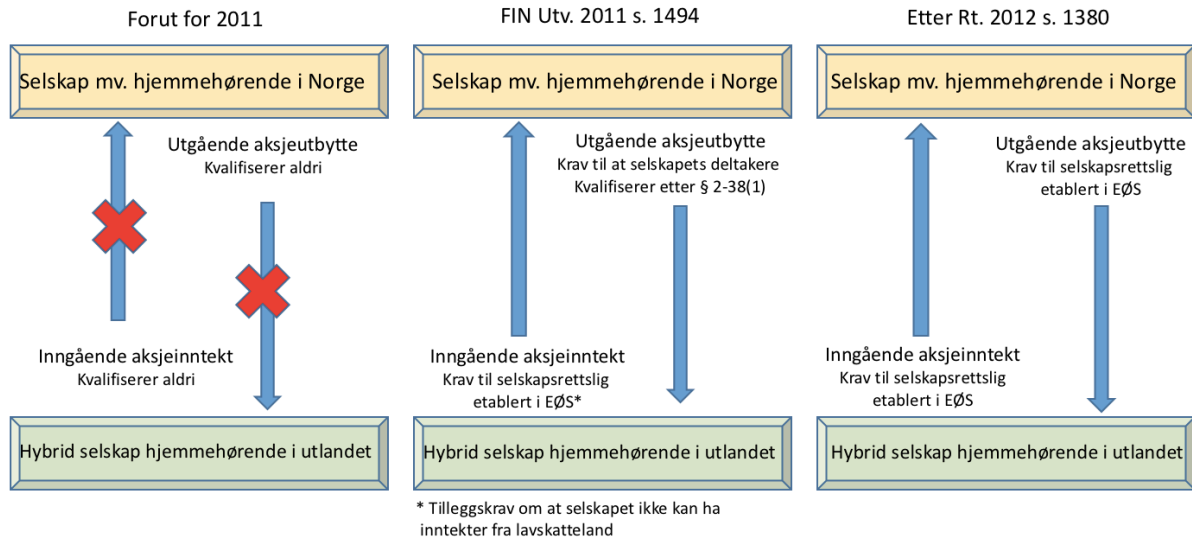 Forut for 2011
Selskap mv. hjemmehørende i Norge
Utgående aksjeutbytte
Kvalifiserer aldri
Inngående aksjeinntekt
Kvalifiserer aldri
Hybrid selskap hjemmehørende i utlandet
FIN Utv. 2011 s. 1494
Selskap mv. hjemmehørende i Norge
Utgående aksjeutbytte
Krav til at selskapets deltakere
Kvalifiserer etter § 2-38(1)
Inngående aksjeinntekt
Krav til selskapsrettslig
etablert i EØS*
Hybrid selskap hjemmehørende i utlandet
* Tilleggskrav om at selskapet ikke kan ha
inntekter fra lavskatteland
Etter Rt. 2012 s. 1380
Selskap mv. hjemmehørende i Norge
Utgående aksjeutbytte
Krav til selskapsrettslig
etablert i EØS
Inngående aksjeinntekt
Krav til selskapsrettslig
etablert i EØS
Hybrid selskap hjemmehørende i utlandet